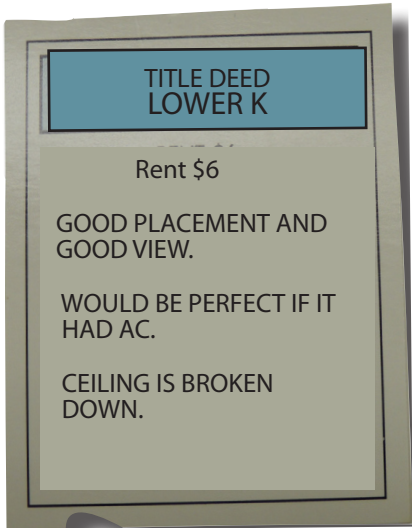 TITLE DEED
LOWER K
Rent $6
GOOD PLACEMENT AND
GOOD VIEW.
WOULD BE PERFECT IF IT
HAD AC.
CEILING IS BROKEN
DOWN.